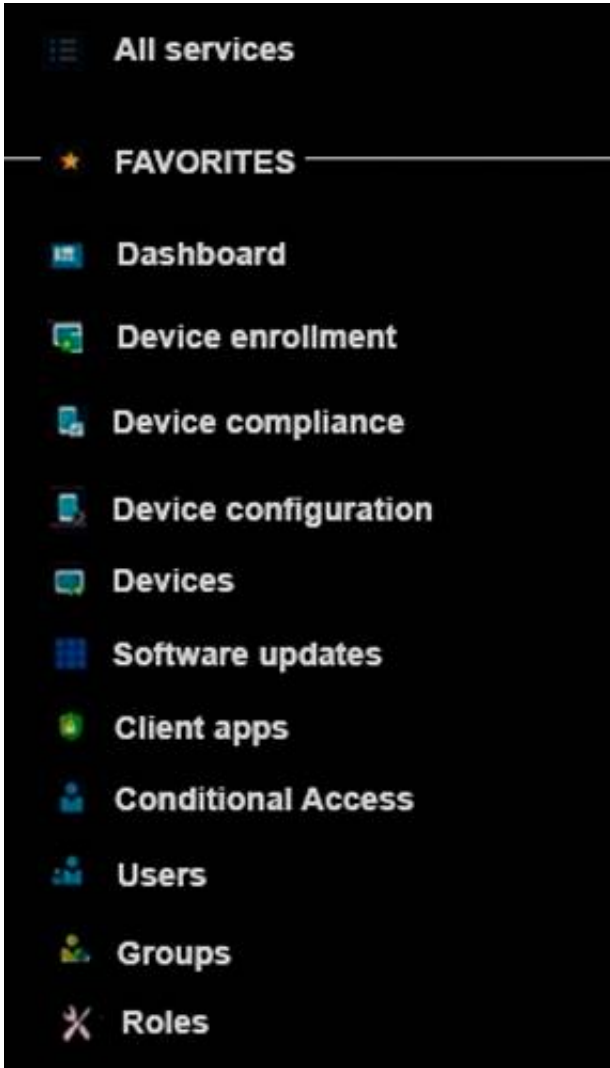 All services
FAVORITES
Dashboard
Device enrollment
Device compliance
Device configuration
Devices
Software updates
Client apps
Conditional Access
Users
Groups
Roles